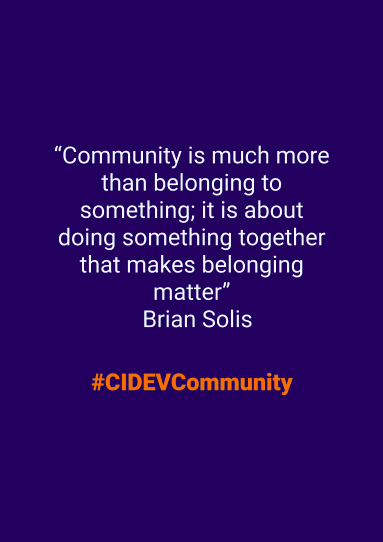 “Community is much more
than belonging to
something; it is about
doing something together
that makes belonging
matter”
Brian Solis
#CIDEVCommunity